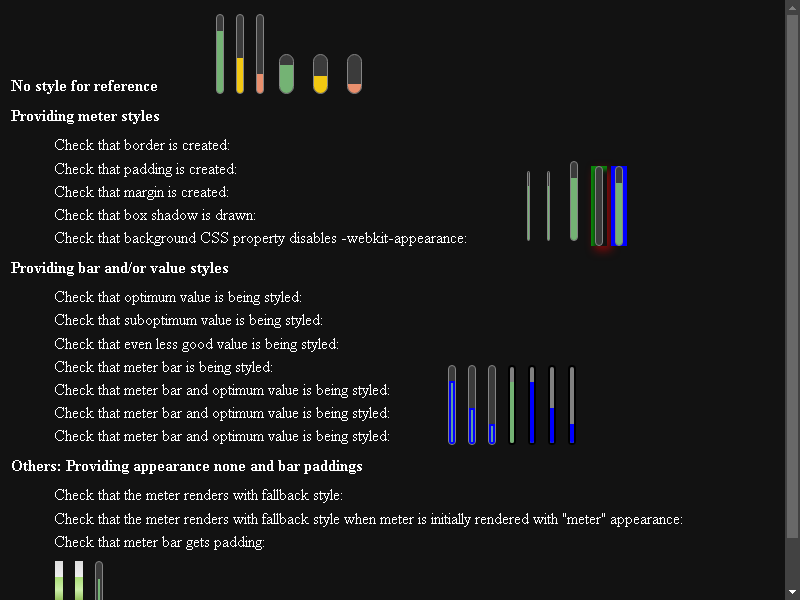 No style for reference
Providing meter styles
Check that border is created:
Check that padding is created:
Check that margin is created:
Check that box shadow is drawn:
Check that background CSS property disables -webkit-appearance:
Providing bar and/or value styles
Check that optimum value is being styled:
Check that suboptimum value is being styled:
Check that even less good value is being styled:
Check that meter bar is being styled:
Check that meter bar and optimum value is being styled:
Check that meter bar and optimum value is being styled:
Check that meter bar and optimum value is being styled:
Others: Providing appearance none and bar paddings
Check that the meter renders with fallback style:
Check that the meter renders with fallback style when meter is initially rendered with "meter" appearance:
Check that meter bar gets padding: